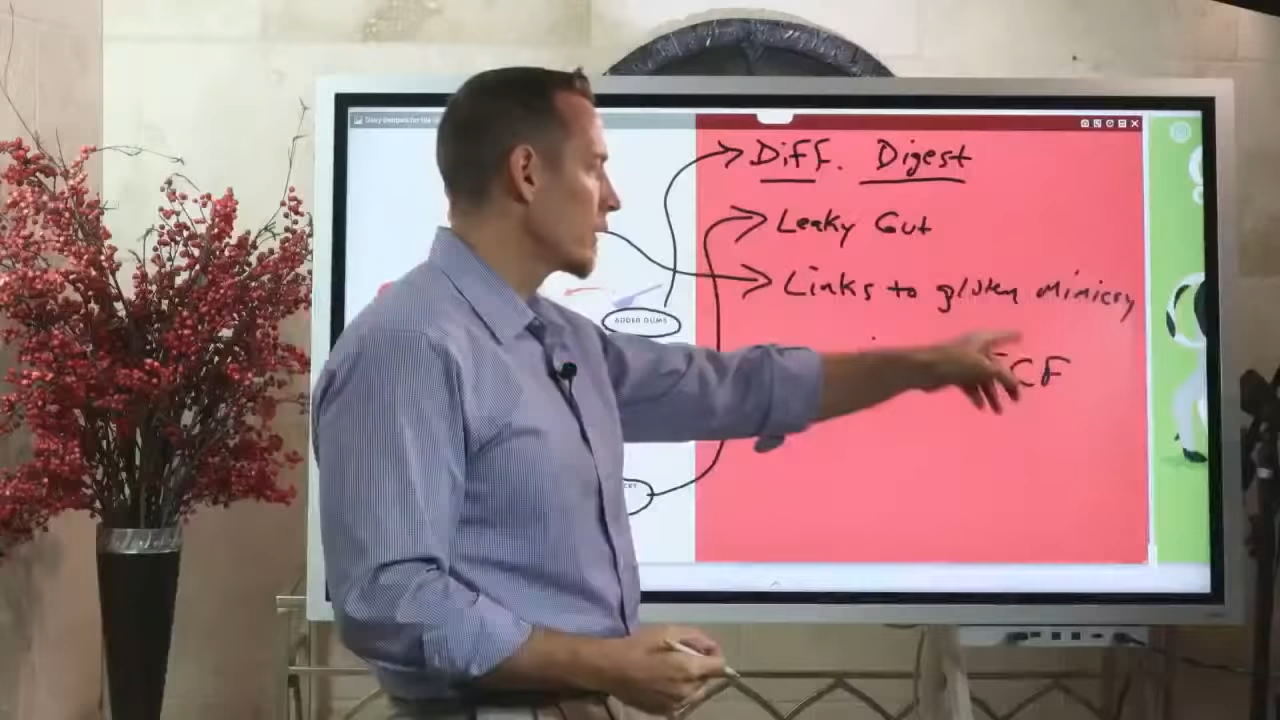 Diff. Digest
Leaky Gut
Links to gluten mimicry
CF
ADDED GUMS